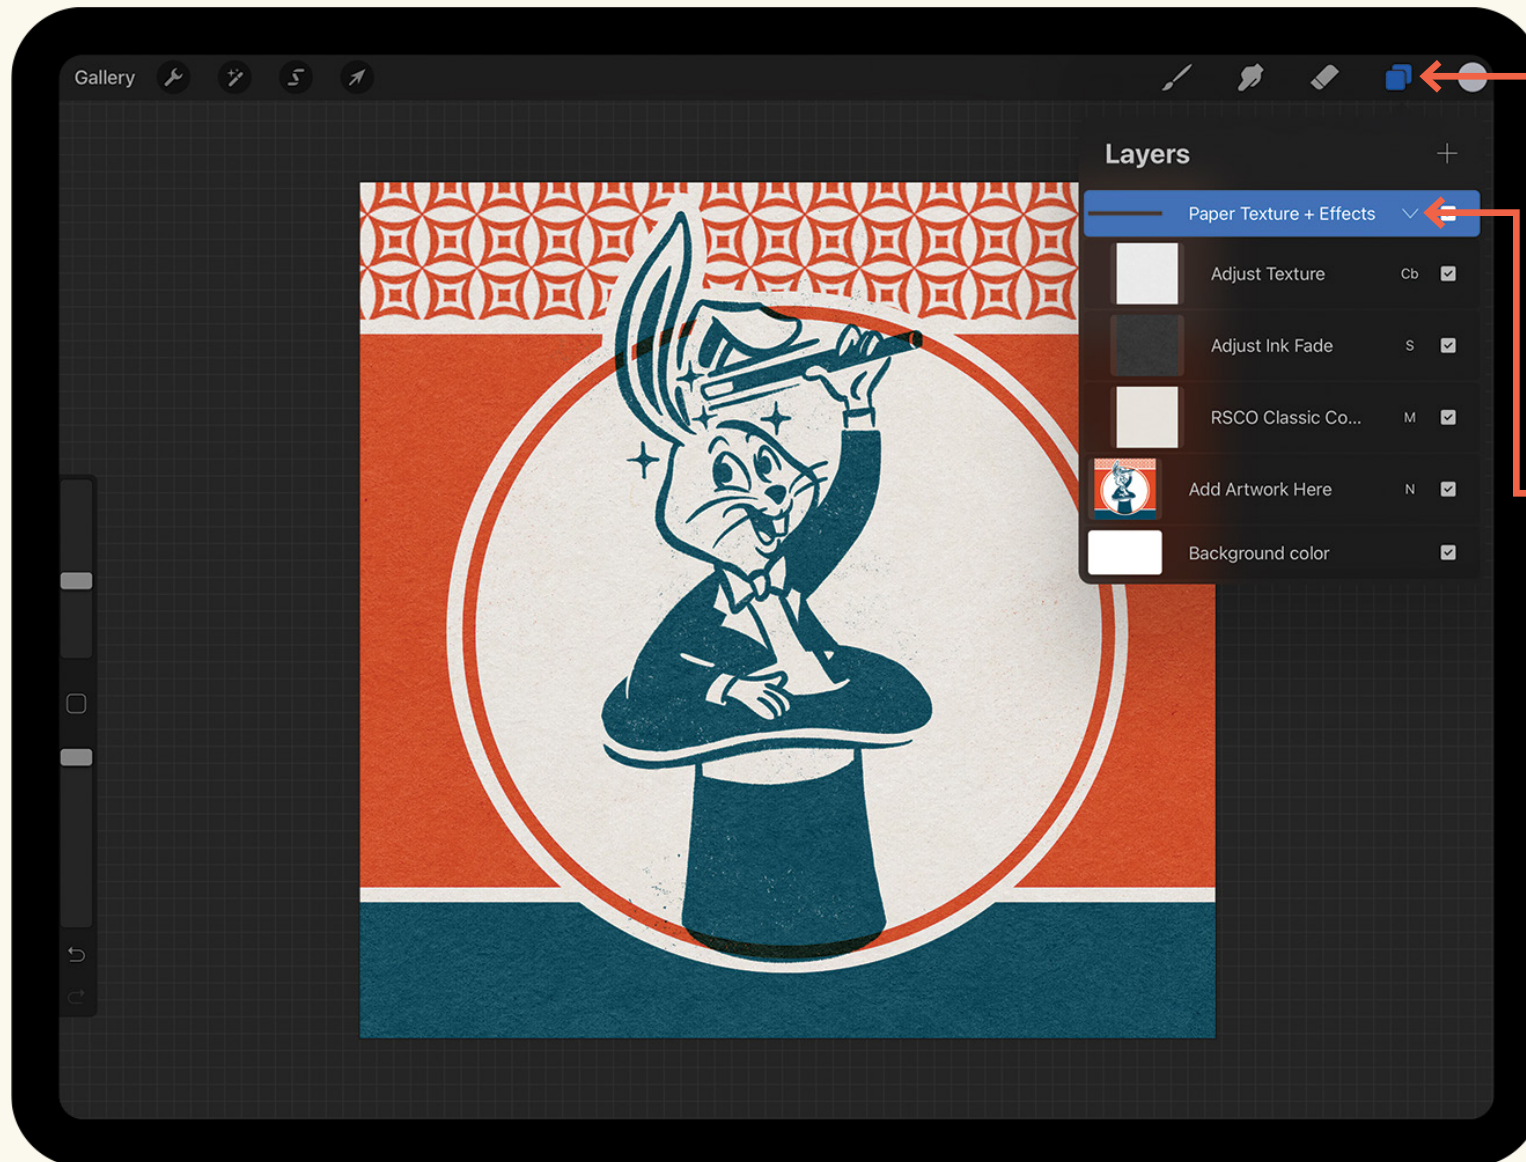 Gallery
Layers
Paper Texture + Effects
Adjust Texture Cb
Adjust Ink Fade S
RSCO Classic Co... M
Add Artwork Here N
Background color